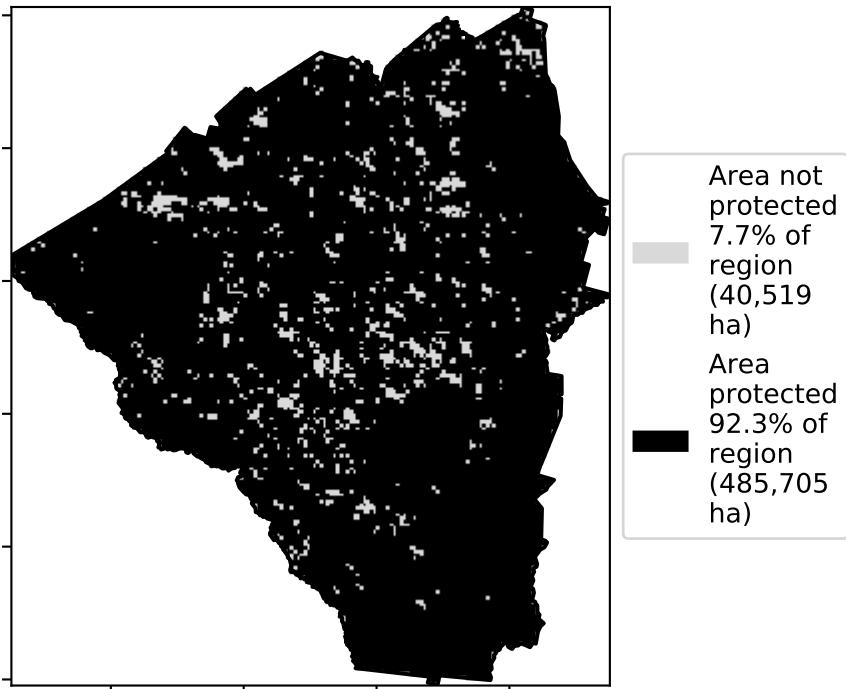 Area not
protected
7.7% of
region
(40,519
ha)
Area
protected
92.3% of
region
(485,705
ha)